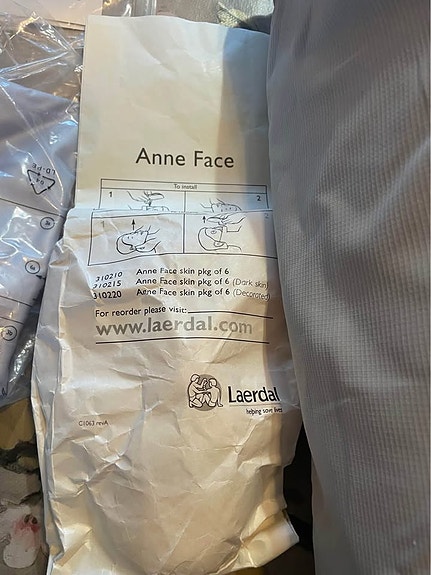 Anne Face
To install
1
2
310210 Anne Face skin pkg of 6
310215 Anne Face skin pkg of 6 (Dark skin)
310220 Anne Face skin pkg of 6 (Decorated)
For reorder please visit:
www.laerdal.com
Laerdal
helping save lives
C1063 revA
LD-PE